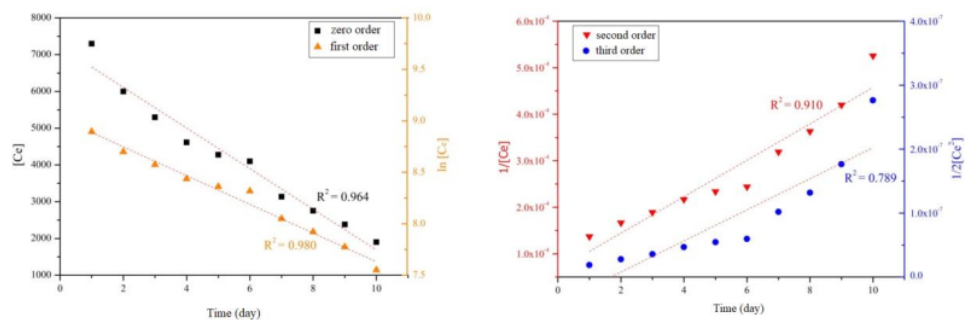 8000
7000
6000
5000
4000
3000
2000
1000
[Ce]
zero order
first order
R² = 0.964
R² = 0.980
10.0
9.5
9.0
8.5
8.0
7.5
ln [Ce]
0 2 4 6 8 10
Time (day)
6.0x10⁻⁴
5.0x10⁻⁴
4.0x10⁻⁴
3.0x10⁻⁴
2.0x10⁻⁴
1.0x10⁻⁴
1/[Ce]
second order
third order
R² = 0.910
R² = 0.789
4.0x10⁻⁷
3.0x10⁻⁷
2.0x10⁻⁷
1.0x10⁻⁷
0.0
0 2 4 6 8 10
Time (day)